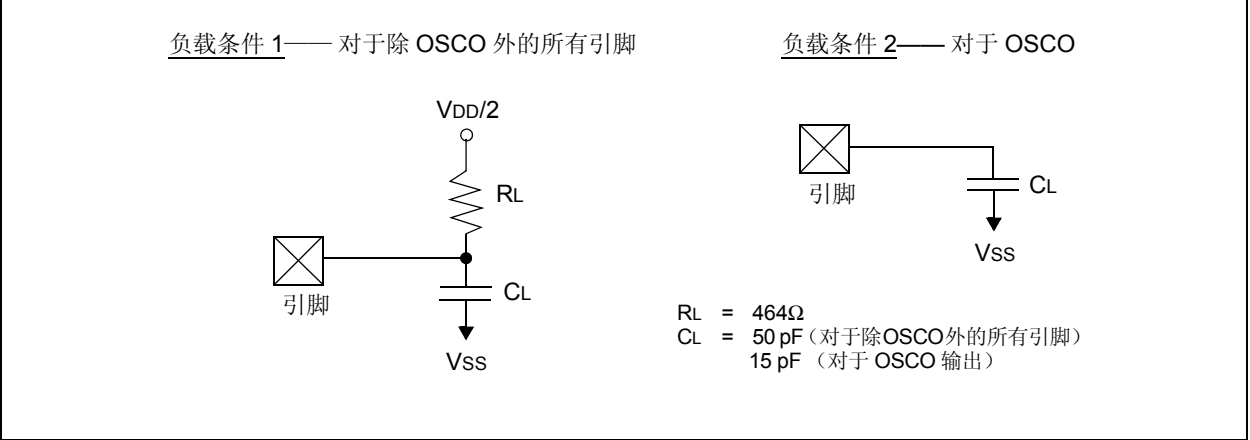 负载条件 1—— 对于除 OSCO 外的所有引脚
VDD/2
RL
引脚
CL
VSS
负载条件 2—— 对于 OSCO
引脚
CL
VSS
RL = 464Ω
CL = 50 pF（对于除OSCO外的所有引脚）
15 pF （对于 OSCO 输出）